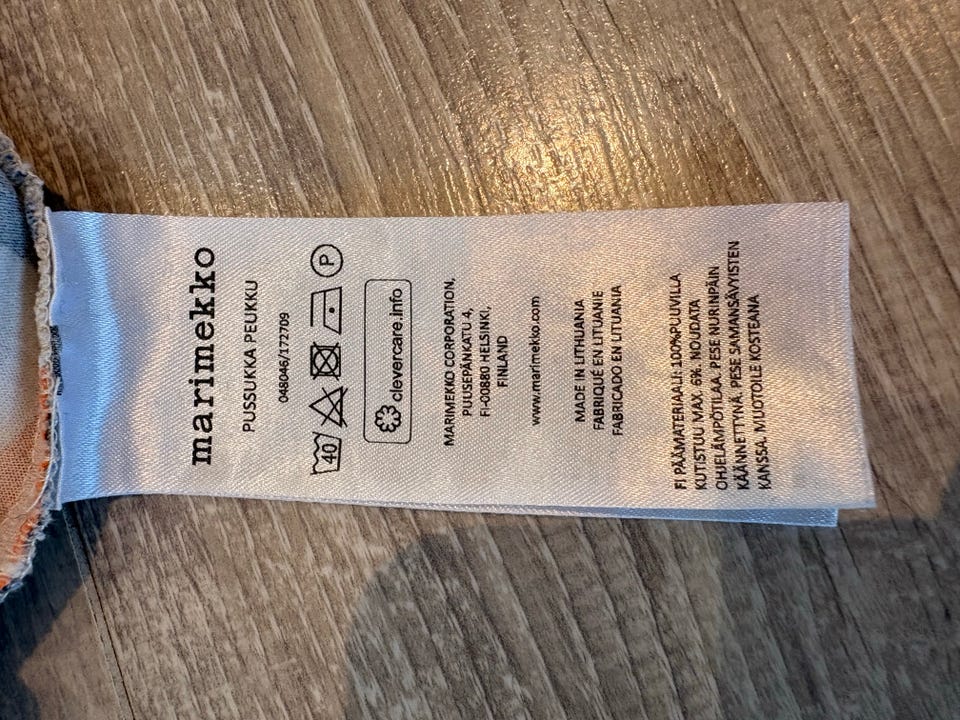 marimekko
PUSSUKKA PEUKKU
048046/172709
40 P
clevercare.info
MARIMEKKO CORPORATION,
PUUSEPÄNKATU 4,
FI-00880 HELSINKI,
FINLAND
www.marimekko.com
MADE IN LITHUANIA
FABRIQUÉ EN LITUANIE
FABRICADO EN LITUANIA
FI PÄÄMATERIAALI: 100%PUUVILLA
KUTISTUU MAX. 6%. NOUDATA
OHJELÄMPÖTILAA. PESE NURINPÄIN
KÄÄNNETTYNÄ. PESE SAMANSÄVYISTEN
KANSSA. MUOTOILE KOSTEANA